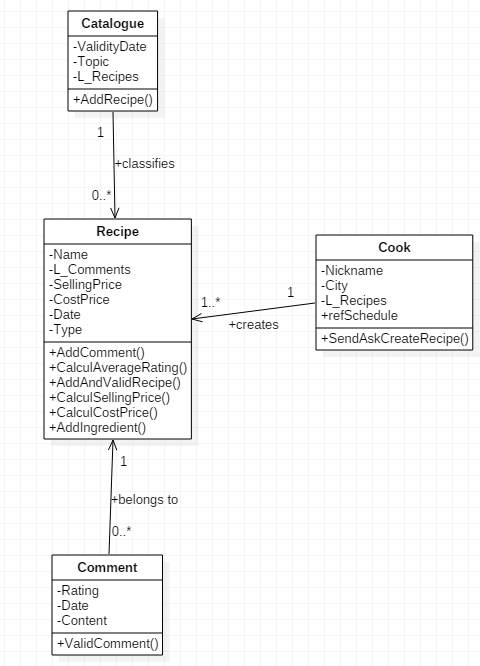 Catalogue
-ValidityDate
-Topic
-L_Recipes
+AddRecipe()
1
+classifies
0..*
Recipe
-Name
-L_Comments
-SellingPrice
-CostPrice
-Date
-Type
+AddComment()
+CalculAverageRating()
+AddAndValidRecipe()
+CalculSellingPrice()
+CalculCostPrice()
+AddIngredient()
1..*
1
+creates
Cook
-Nickname
-City
-L_Recipes
+refSchedule
+SendAskCreateRecipe()
1
+belongs to
0..*
Comment
-Rating
-Date
-Content
+ValidComment()